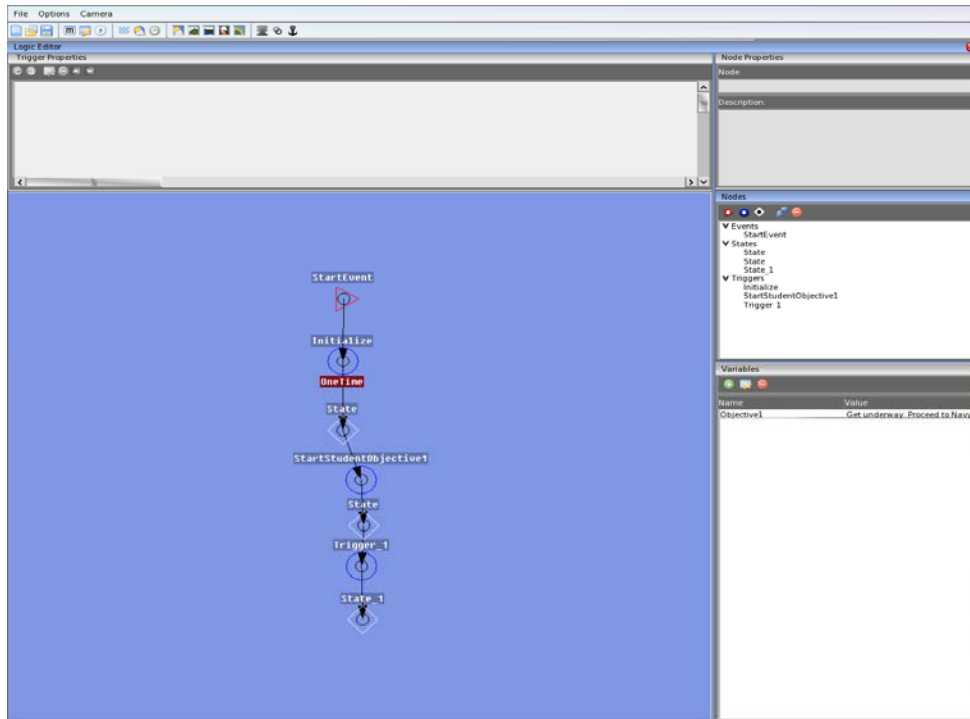 File Options Camera
Logic Editor
Trigger Properties
Node Properties
Node:
Description:
Nodes
Events
StartEvent
States
State
State
State_1
Triggers
Initialize
StartStudentObjective1
Trigger 1
StartEvent
Initialize
OneTime
State
StartStudentObjective1
State
Trigger_1
State_1
Variables
Name Value
Objective1 Get underway. Proceed to Navy